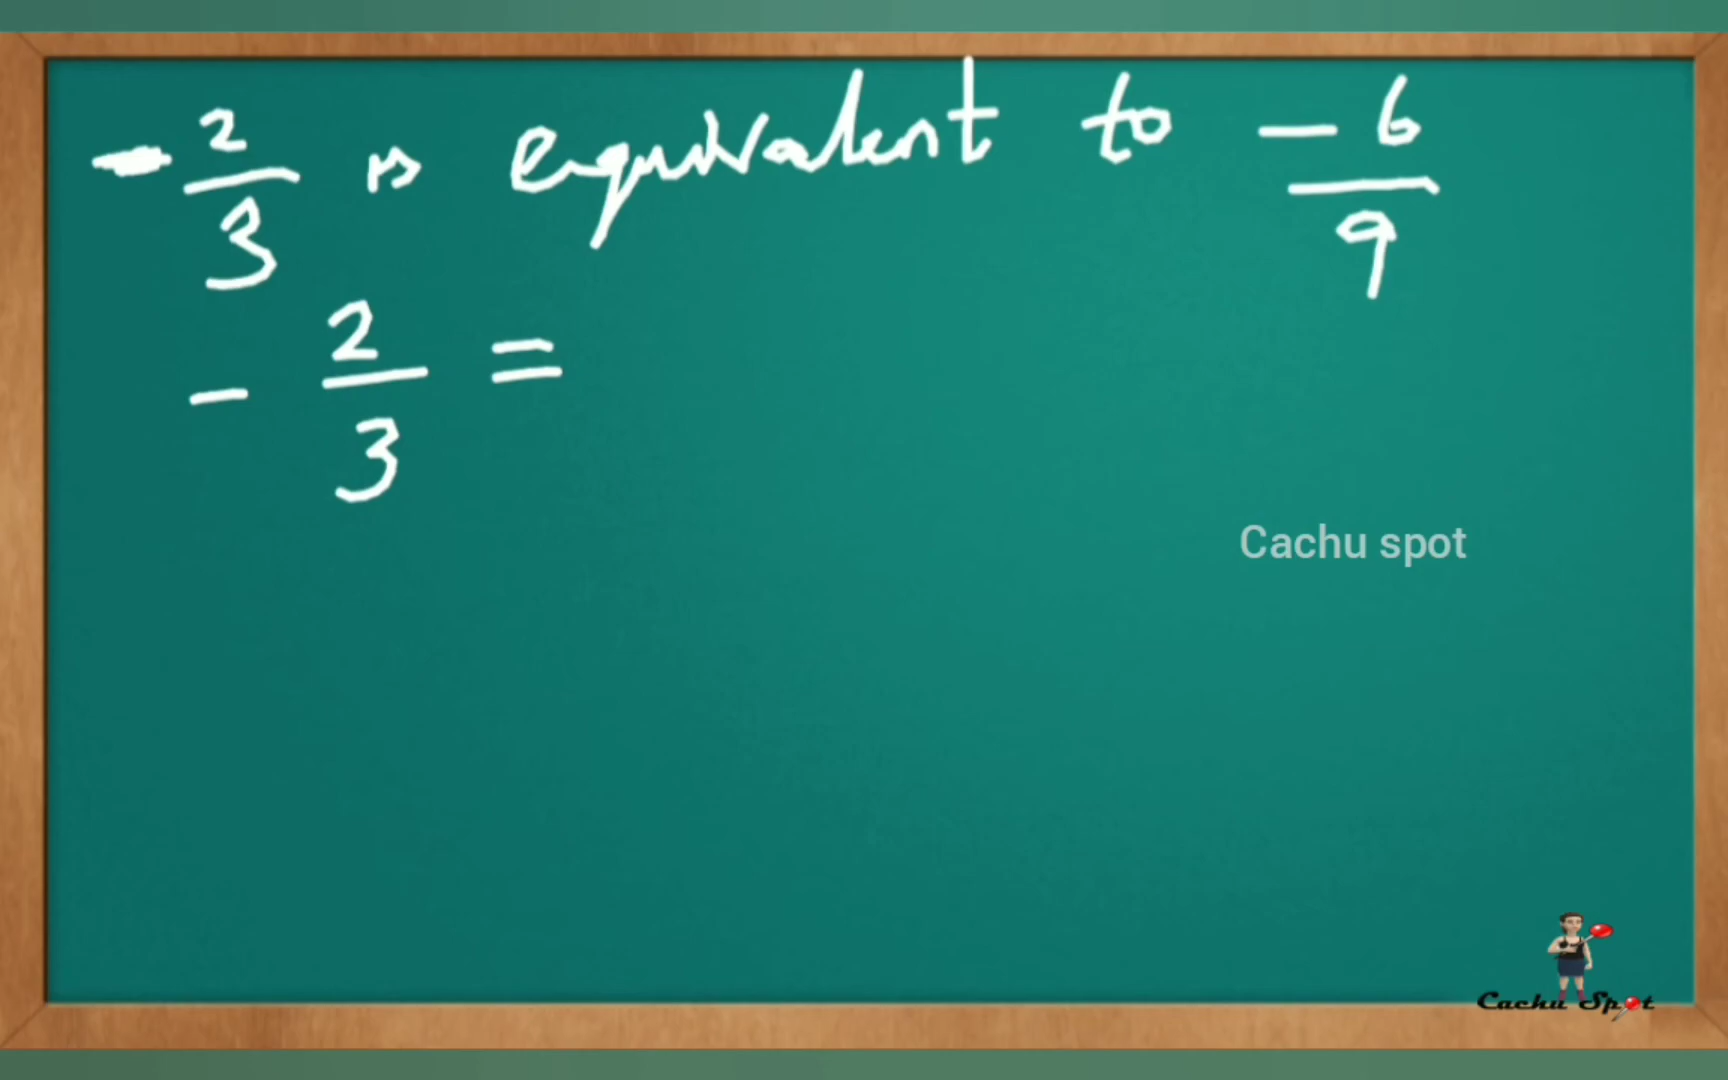 -2/3 is equivalent to -6/9
- 2/3 =
Cachu spot
Cachu Spot